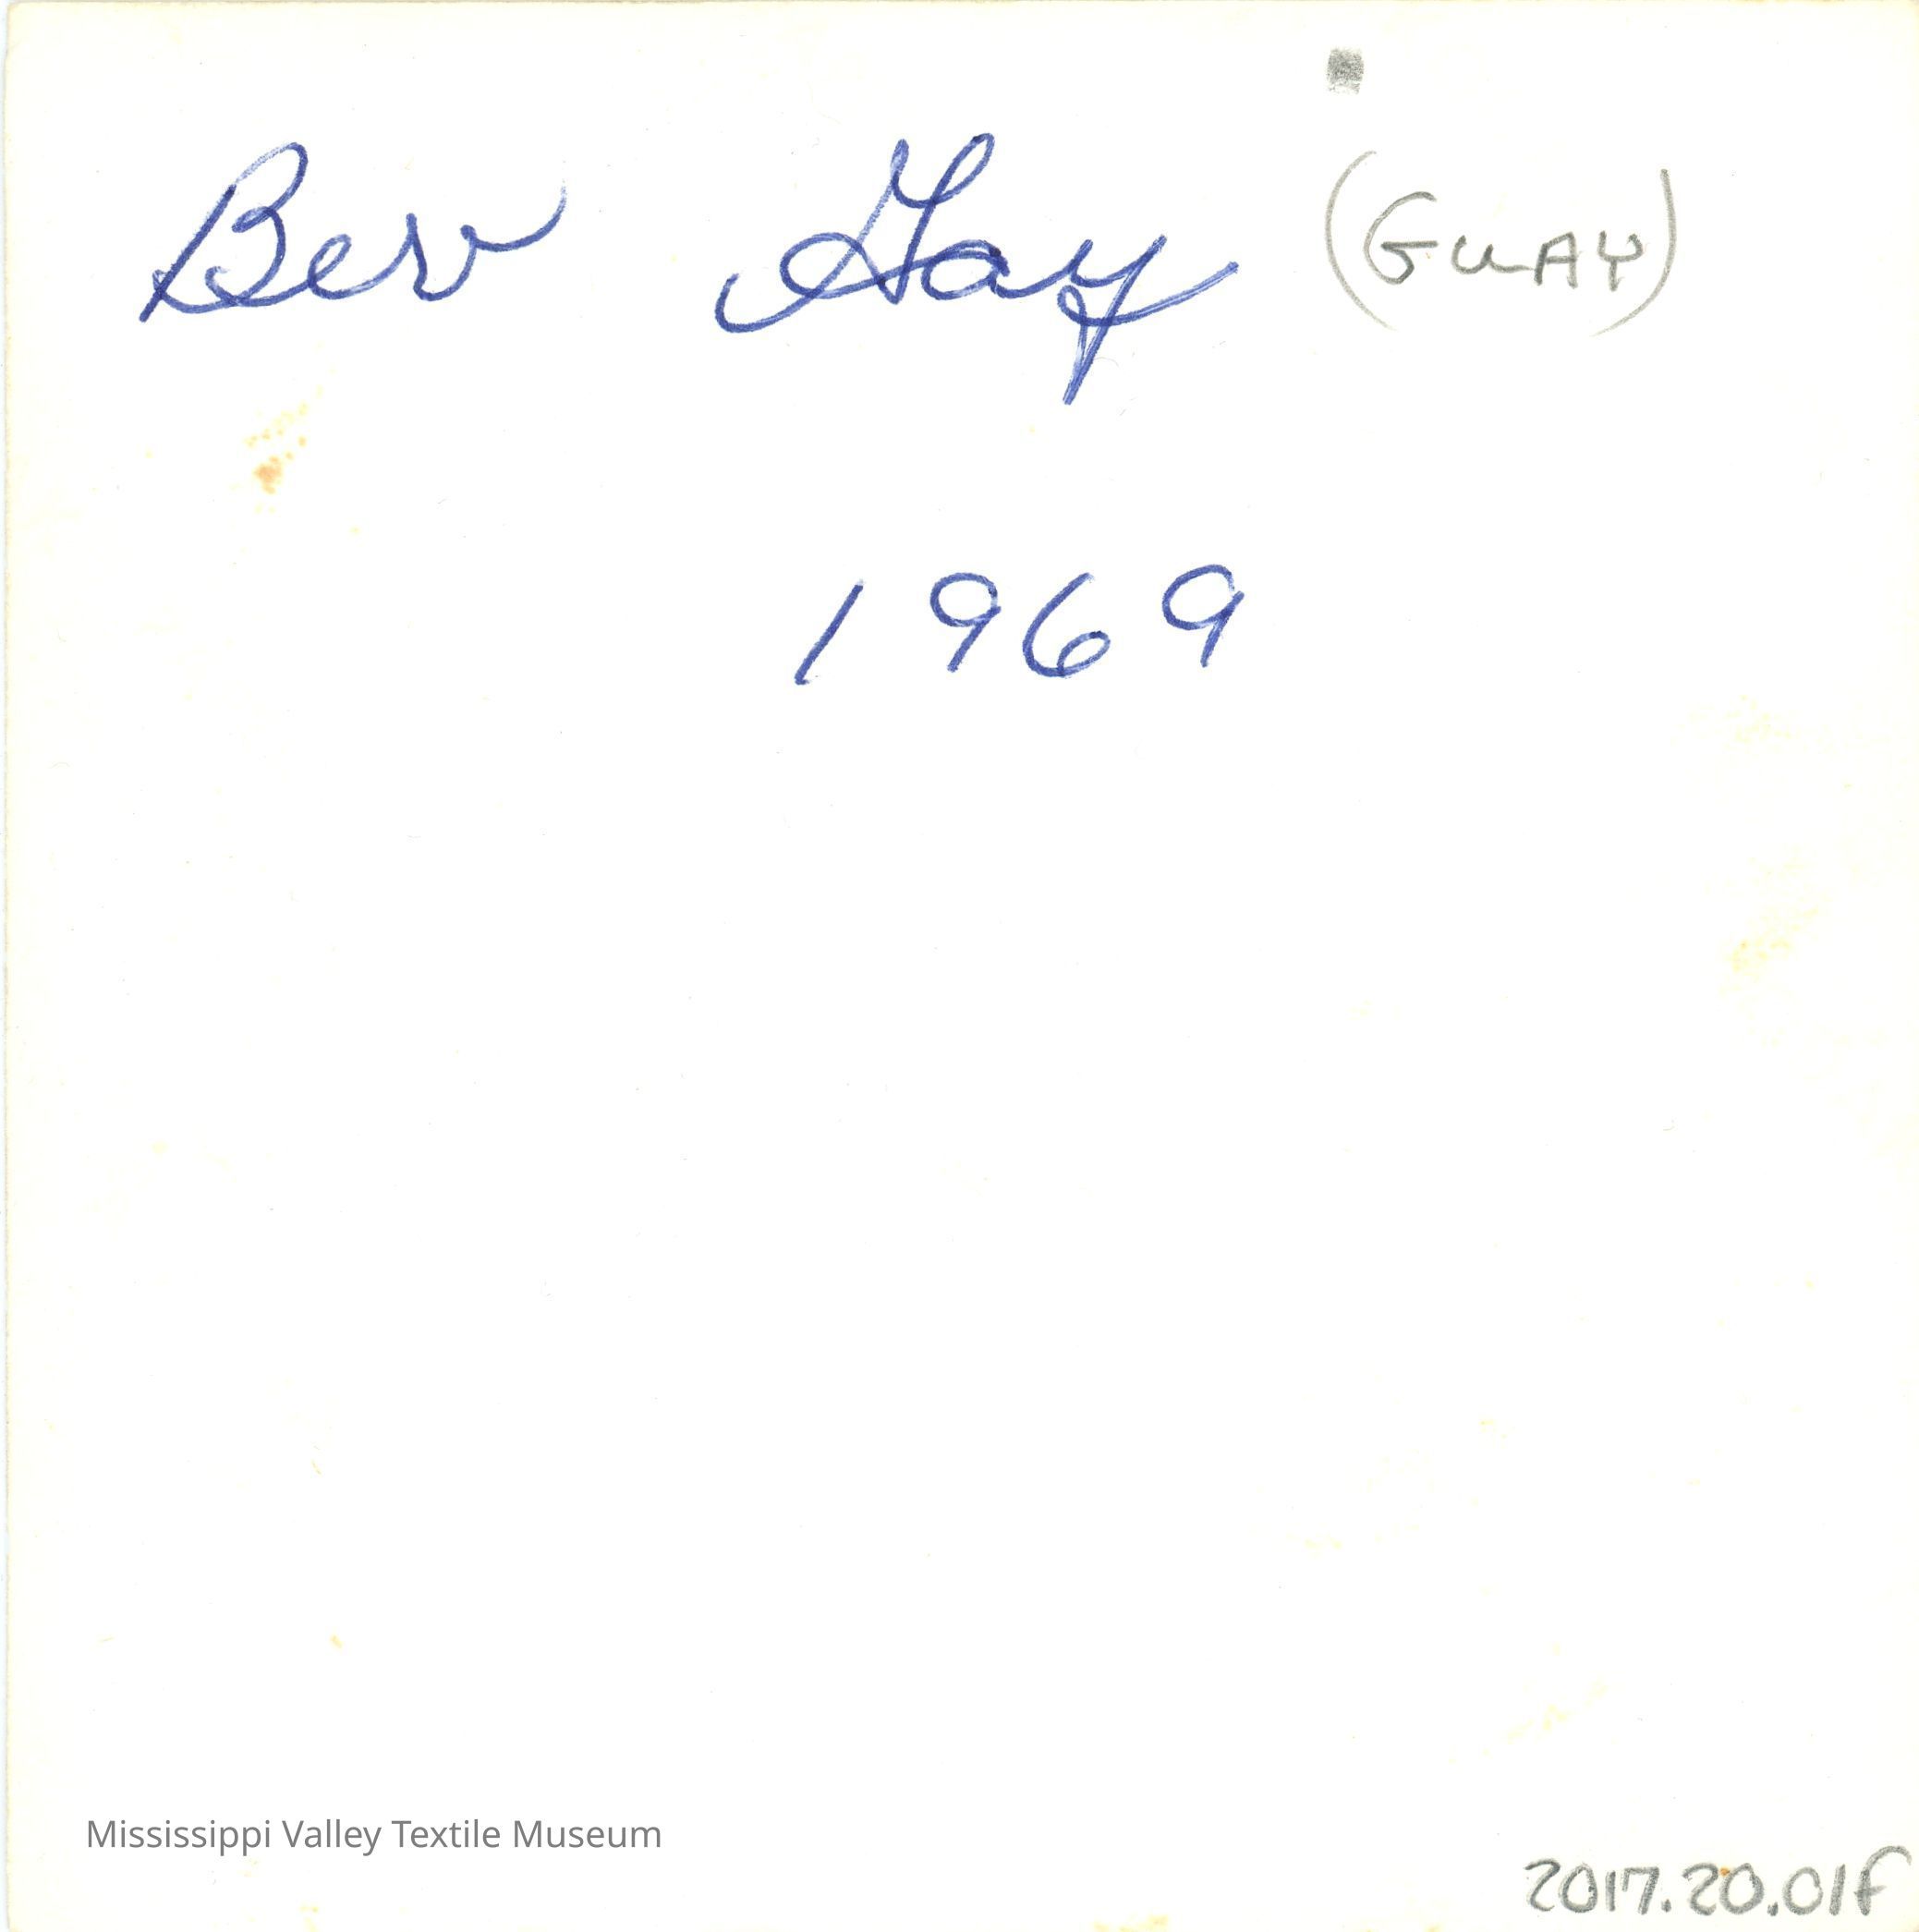 Bev Gay (GUAY)
1969
Mississippi Valley Textile Museum
2017.20.01f